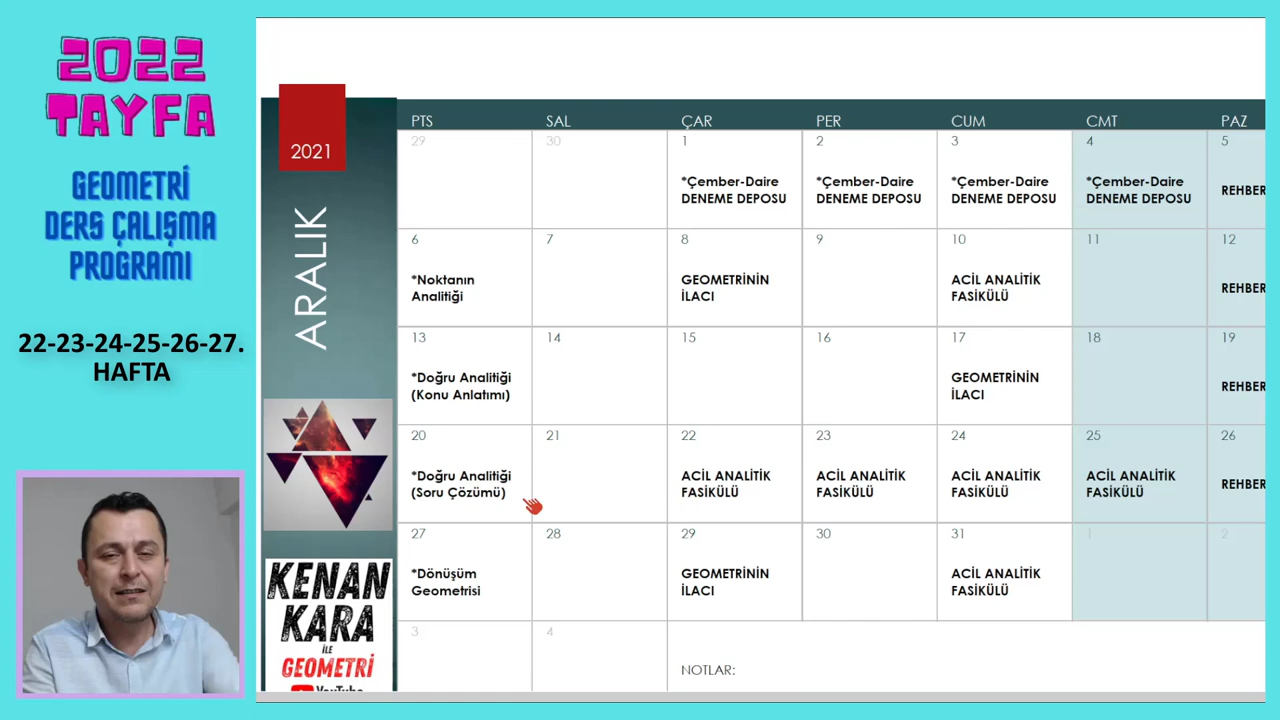 2022
TAYFA
GEOMETRİ
DERS ÇALIŞMA
PROGRAMI
22-23-24-25-26-27.
HAFTA
2021
ARALIK
KENAN
KARA
İLE
GEOMETRİ
YouTube
PTS SAL ÇAR PER CUM CMT PAZ
29 30 1 2 3 4 5
*Çember-Daire *Çember-Daire *Çember-Daire *Çember-Daire
DENEME DEPOSU DENEME DEPOSU DENEME DEPOSU DENEME DEPOSU REHBER
6 7 8 9 10 11 12
*Noktanın GEOMETRİNİN ACİL ANALİTİK
Analitiği İLACI FASİKÜLÜ REHBER
13 14 15 16 17 18 19
*Doğru Analitiği GEOMETRİNİN
(Konu Anlatımı) İLACI REHBER
20 21 22 23 24 25 26
*Doğru Analitiği ACİL ANALİTİK ACİL ANALİTİK ACİL ANALİTİK ACİL ANALİTİK
(Soru Çözümü) FASİKÜLÜ FASİKÜLÜ FASİKÜLÜ FASİKÜLÜ REHBER
27 28 29 30 31 1 2
*Dönüşüm GEOMETRİNİN ACİL ANALİTİK
Geometrisi İLACI FASİKÜLÜ
3 4
NOTLAR: